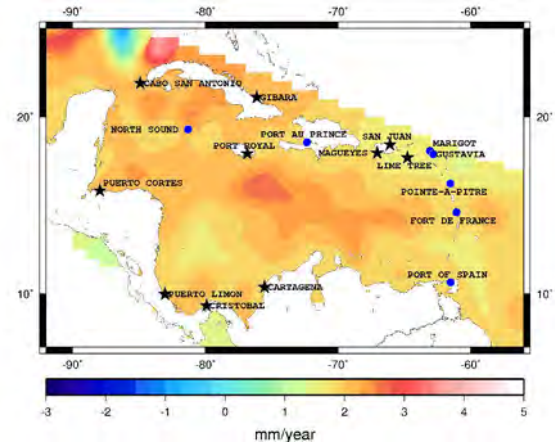 -90° -80° -70° -60°
20° 20°
10° 10°
CABO SAN ANTONIO
GIBARA
NORTH SOUND
PORT AU PRINCE
SAN JUAN
MARIGOT
PORT ROYAL
MAGUEYES
GUSTAVIA
LIME TREE
PUERTO CORTES
POINTE-A-PITRE
FORT DE FRANCE
PORT OF SPAIN
CARTAGENA
PUERTO LIMON
CRISTOBAL
-90° -80° -70° -60°
-3 -2 -1 0 1 2 3 4 5
mm/year